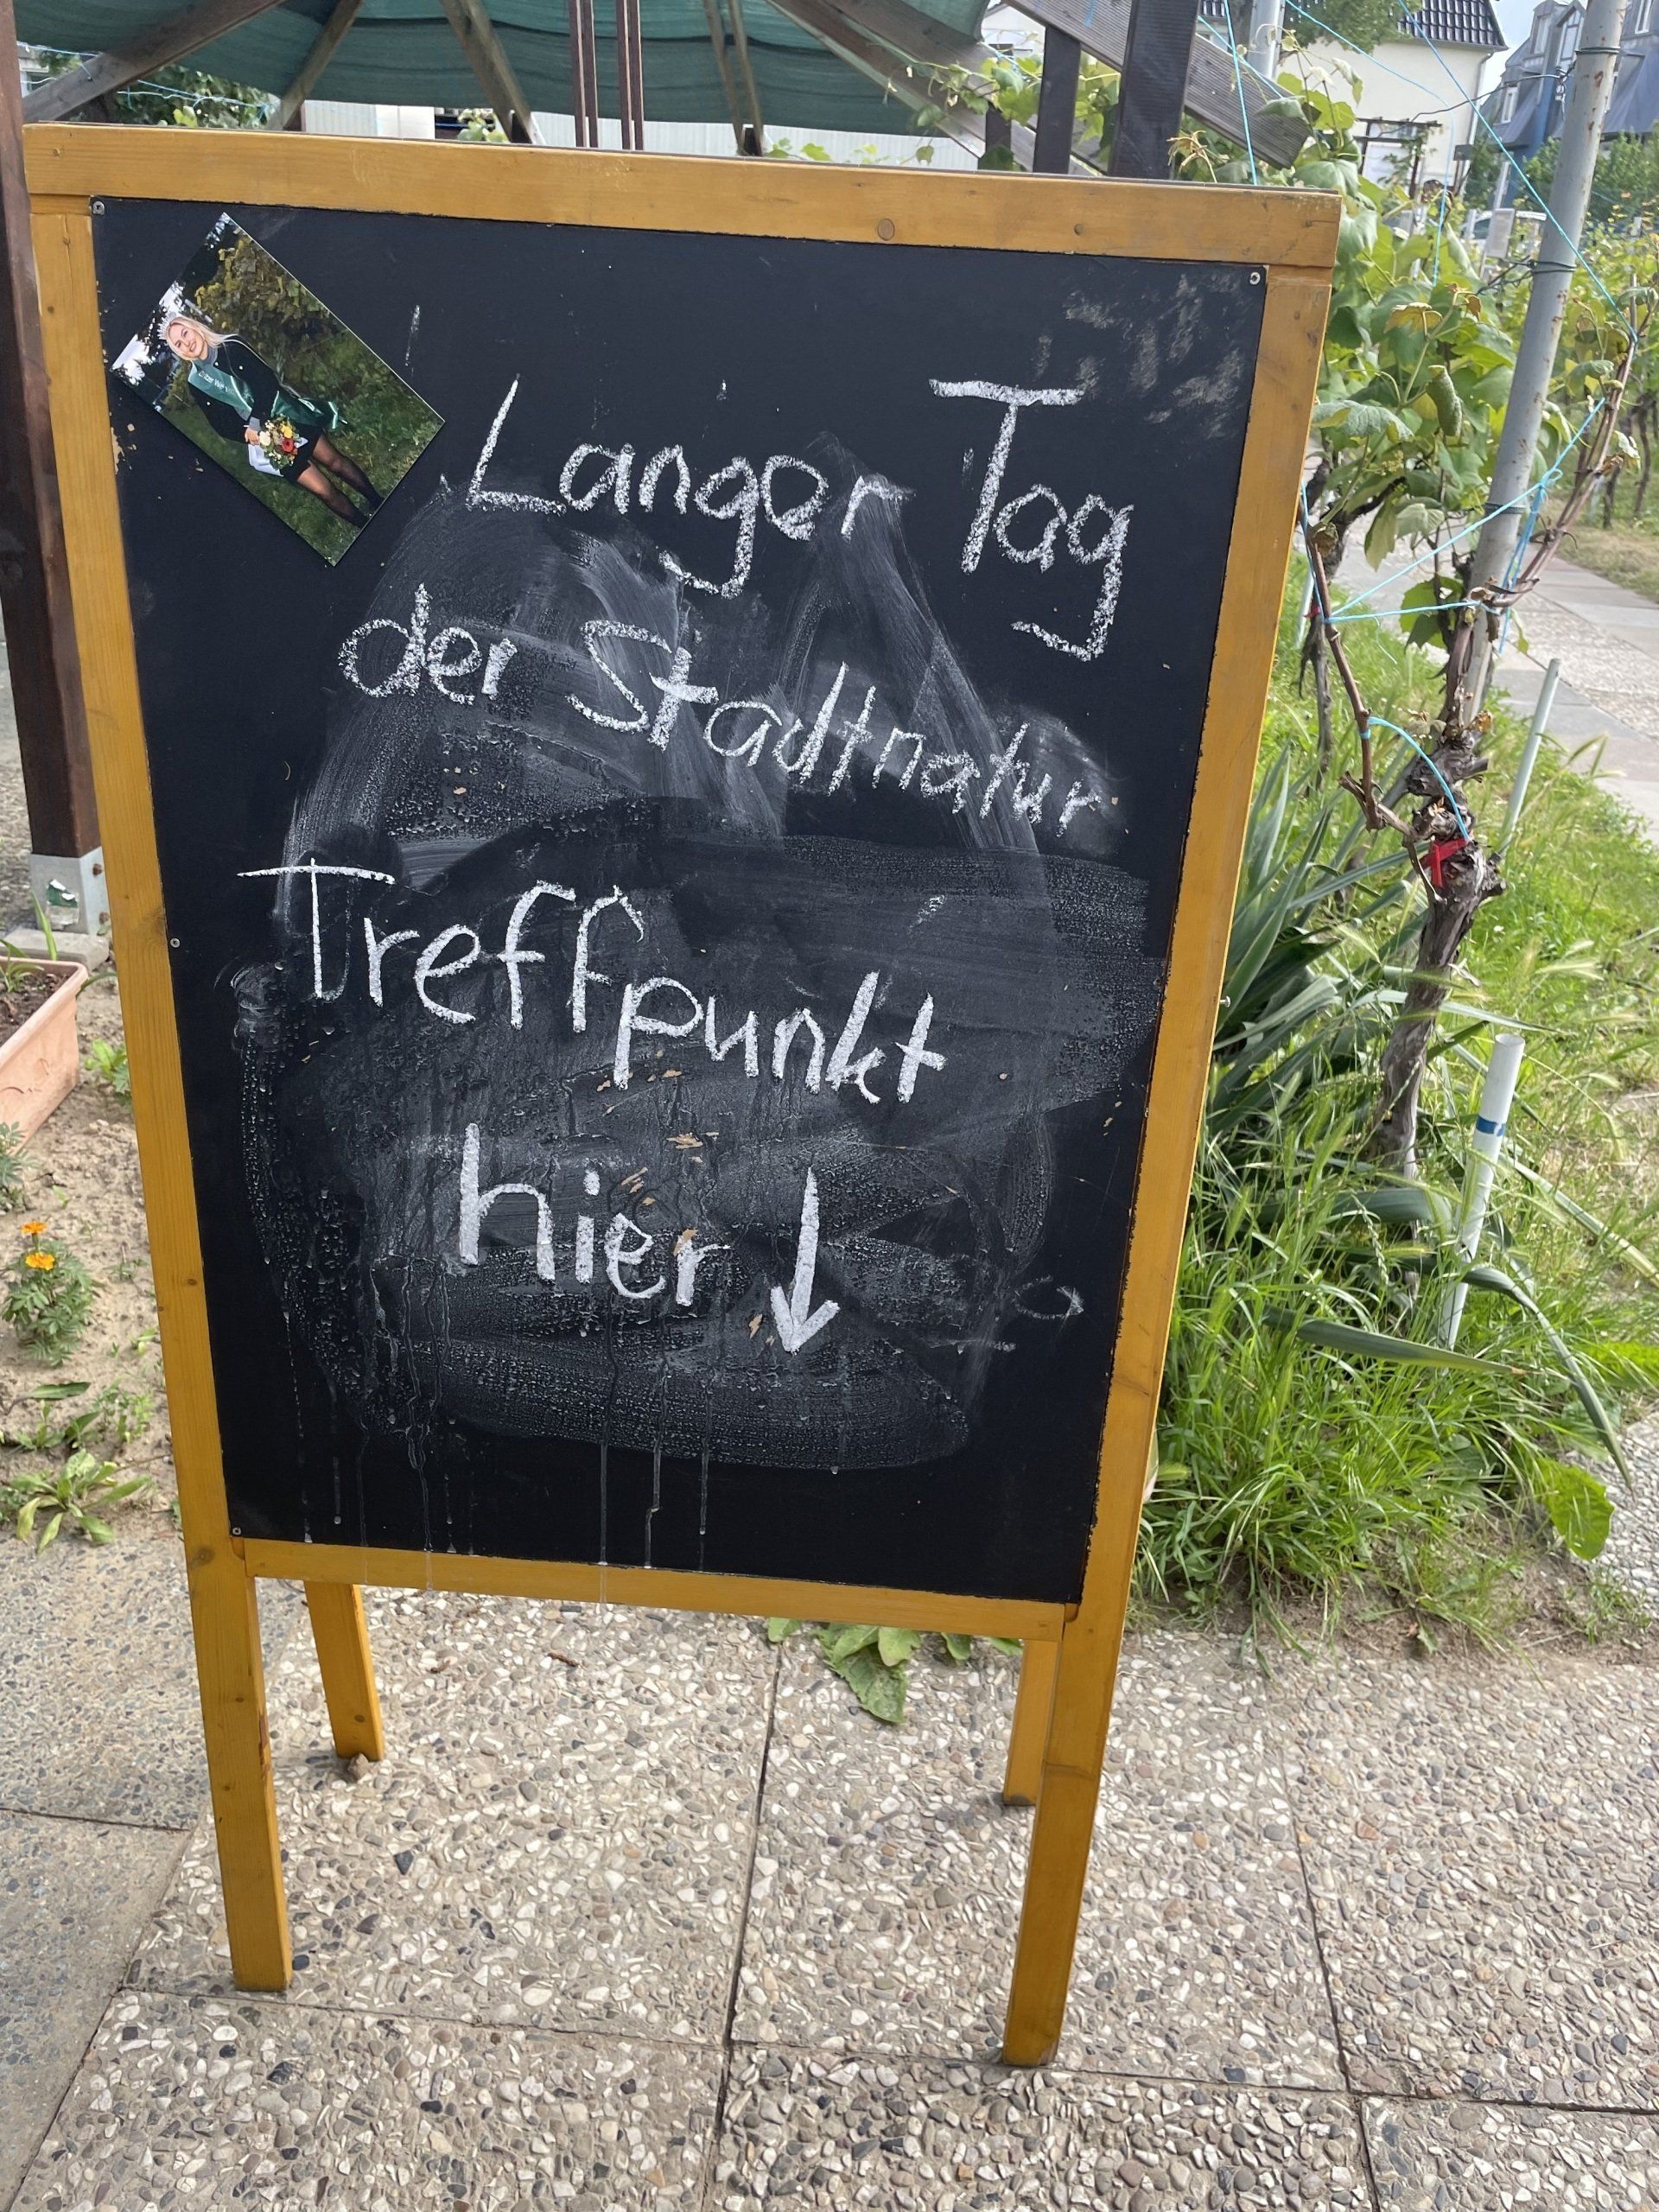 Langer Tag
der Stadtnatur
Treffpunkt
hier ↓